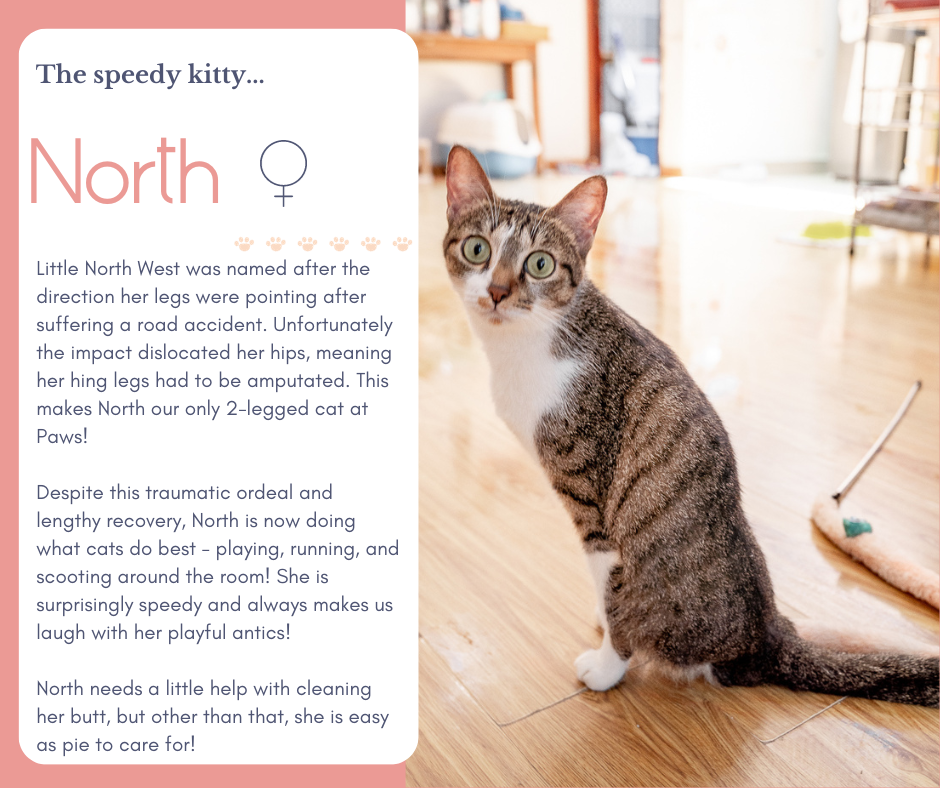 The speedy kitty...
North
Little North West was named after the
direction her legs were pointing after
suffering a road accident. Unfortunately
the impact dislocated her hips, meaning
her hing legs had to be amputated. This
makes North our only 2-legged cat at
Paws!
Despite this traumatic ordeal and
lengthy recovery, North is now doing
what cats do best - playing, running, and
scooting around the room! She is
surprisingly speedy and always makes us
laugh with her playful antics!
North needs a little help with cleaning
her butt, but other than that, she is easy
as pie to care for!